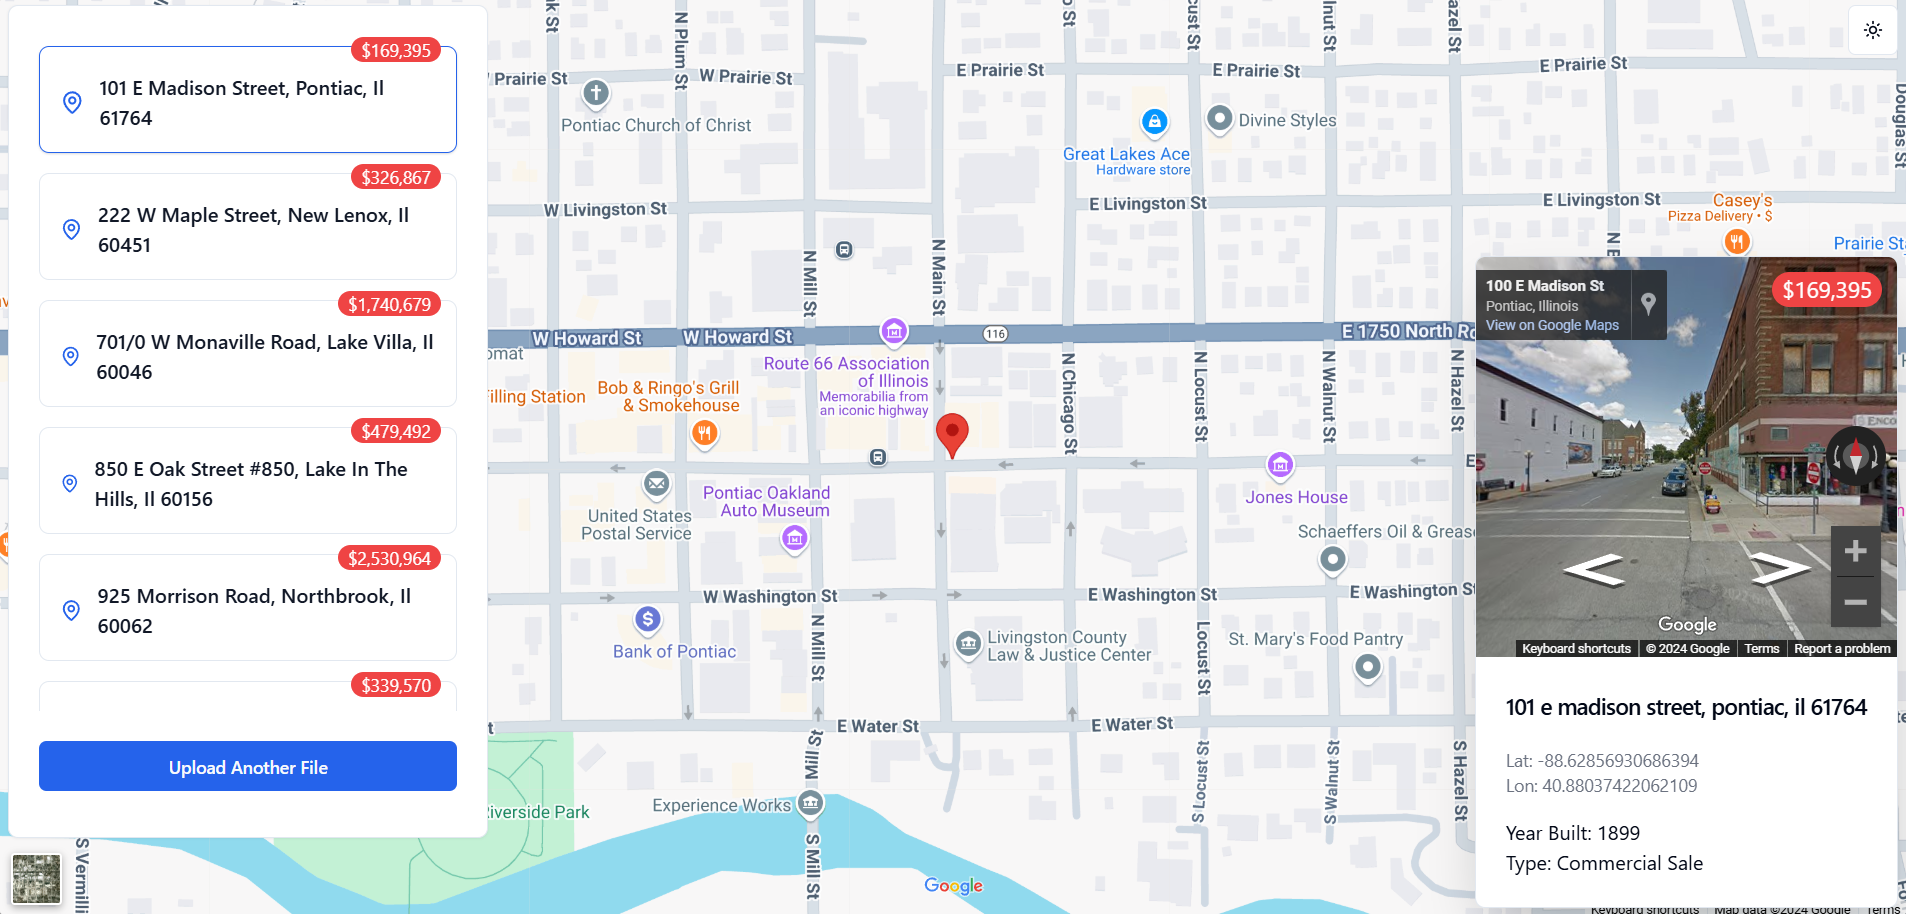 $169,395
101 E Madison Street, Pontiac, Il
61764
$326,867
222 W Maple Street, New Lenox, Il
60451
$1,740,679
701/0 W Monaville Road, Lake Villa, Il
60046
$479,492
850 E Oak Street #850, Lake In The
Hills, Il 60156
$2,530,964
925 Morrison Road, Northbrook, Il
60062
$339,570
Upload Another File
N Plum St
W Prairie St
E Prairie St
E Prairie St
E Prairie St
Prairie St
Pontiac Church of Christ
Divine Styles
Great Lakes Ace
Hardware store
Douglas St
W Livingston St
E Livingston St
E Livingston St
Casey's
Pizza Delivery • $
N Mill St
N Main St
W Howard St
W Howard St
116
E 1750 North
Route 66 Association
of Illinois
Memorabilia from
an iconic highway
Bob & Ringo's Grill
& Smokehouse
illing Station
N Chicago St
N Locust St
N Walnut St
N Hazel St
Pontiac Oakland
Auto Museum
United States
Postal Service
Jones House
Schaeffers Oil & Grease
W Washington St
E Washington St
E Washington St
Bank of Pontiac
N Mill St
Livingston County
Law & Justice Center
Locust St
St. Mary's Food Pantry
E Water St
E Water St
S Mill St
S Locust St
S Walnut St
S Hazel St
Experience Works
iverside Park
S Mill St
S Vermilli
Google
100 E Madison St
Pontiac, Illinois
View on Google Maps
$169,395
Google
Keyboard shortcuts
© 2024 Google
Terms
Report a problem
101 e madison street, pontiac, il 61764
Lat: -88.62856930686394
Lon: 40.88037422062109
Year Built: 1899
Type: Commercial Sale
Keyboard shortcuts
Map data ©2024 Google
Terms